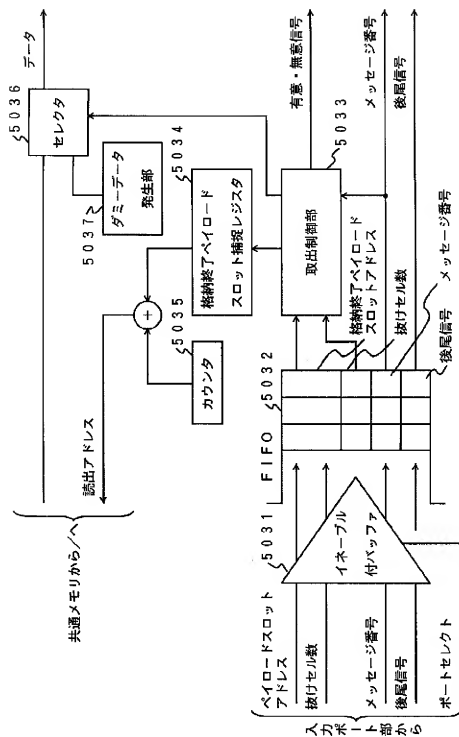 共通メモリから／へ
読出アドレス
データ
5036
セレクタ
5037
ダミーデータ
発生部
5034
格納終了ペイロード
スロット捕捉レジスタ
+
5035
カウンタ
有意・無意信号
5033
取出制御部
メッセージ番号
後尾信号
格納終了ペイロード
スロットアドレス
抜けセル数
メッセージ番号
後尾信号
FIFO
5032
5031
イネーブル
付バッファ
ペイロードスロット
アドレス
抜けセル数
メッセージ番号
後尾信号
ポートセレクト
入力ポート部から